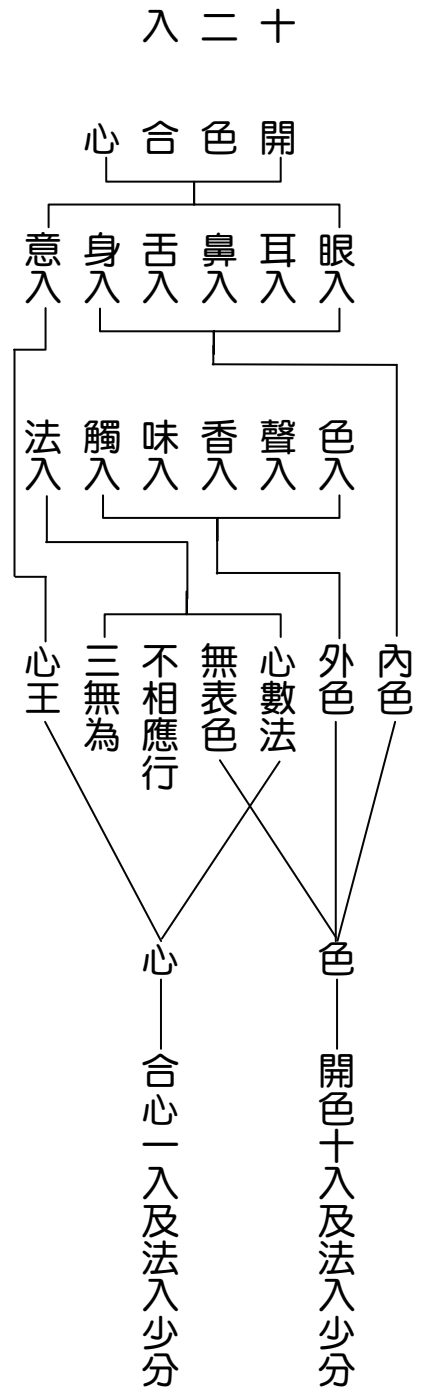 十二入
開色合心
眼入
耳入
鼻入
舌入
身入
意入
色入
聲入
香入
味入
觸入
法入
內色
外色
心數法
無表色
不相應行
三無為
心王
色
心
開色十入及法入少分
合心一入及法入少分